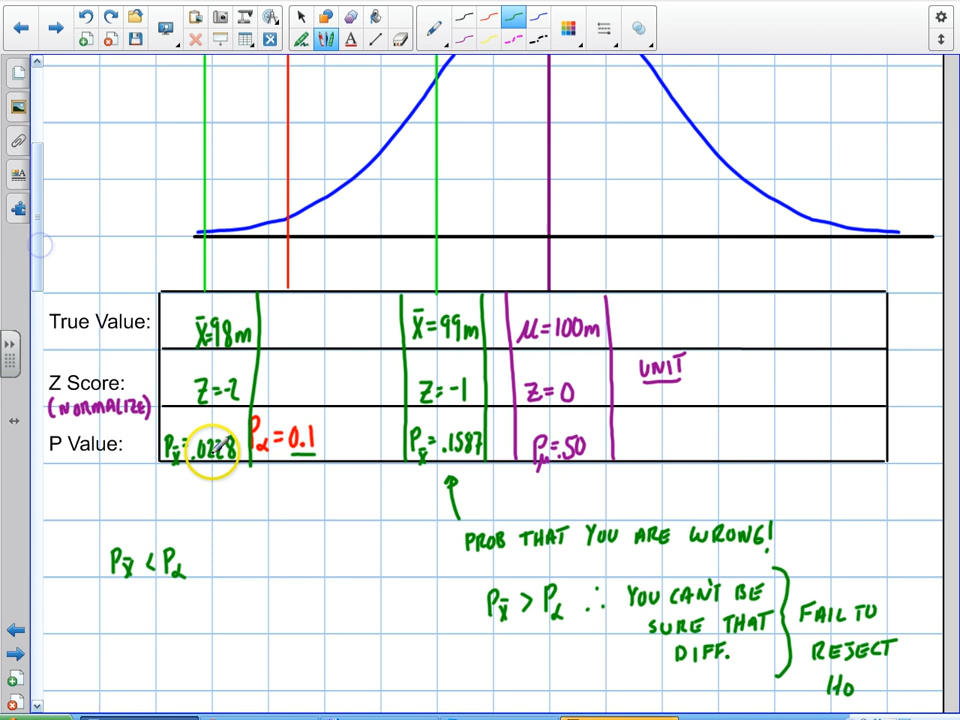 True Value: X̄=98m X̄=99m μ=100m
Z Score: Z=-2 Z=-1 Z=0 UNIT
(NORMALIZE)
P Value: Px̄=.0228 Pα=0.1 Px̄=.1587 Pμ=.50
PROB THAT YOU ARE WRONG!
Px̄ < Pα
Px̄ > Pα ∴ YOU CAN'T BE
SURE THAT
DIFF.
FAIL TO
REJECT
Ho